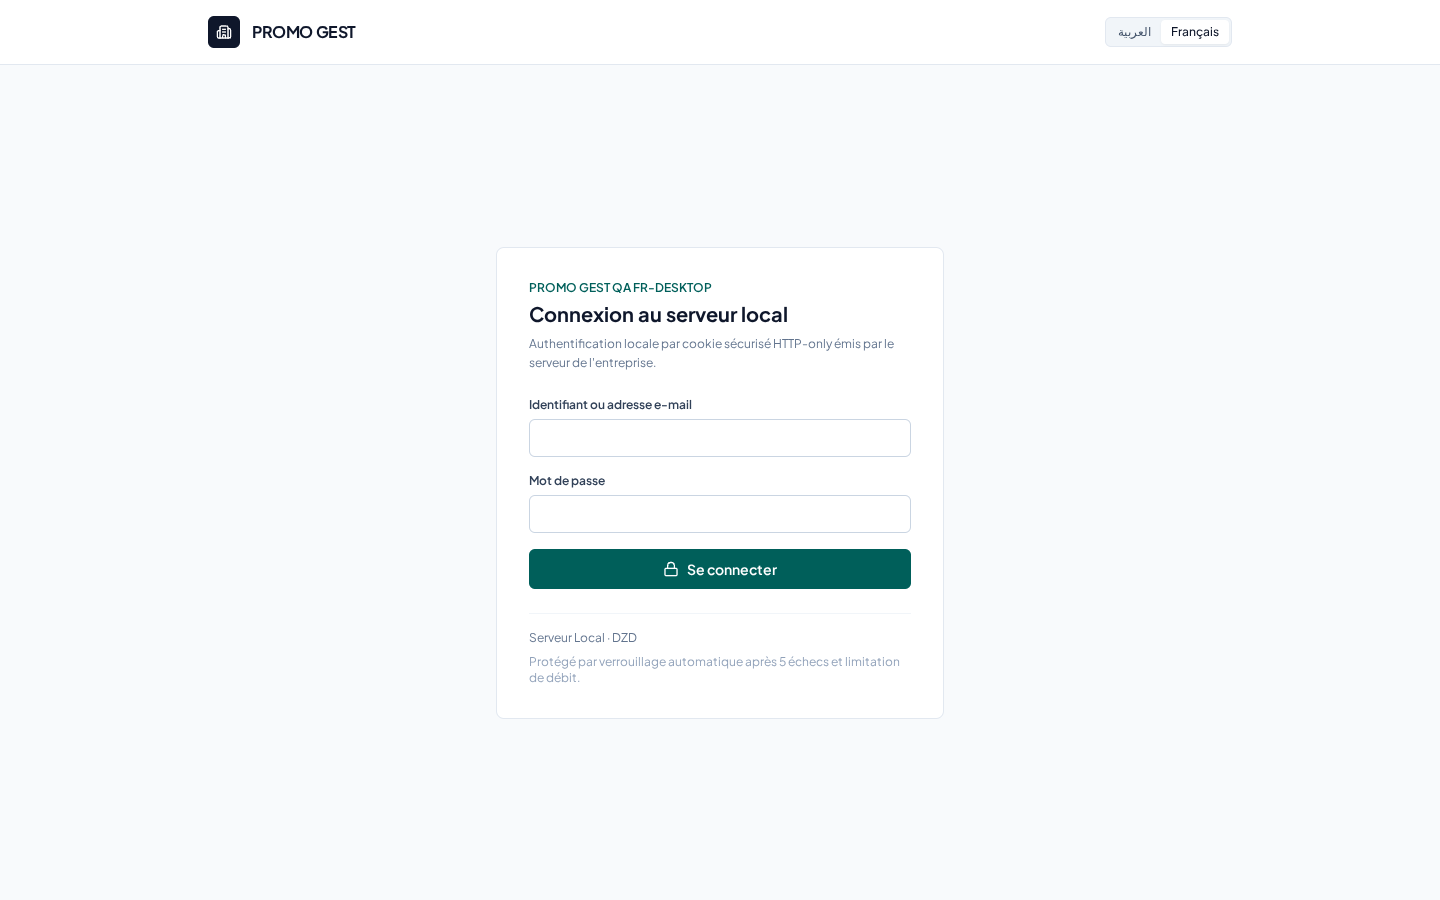 PROMO GEST
العربية
Français
PROMO GEST QA FR-DESKTOP
Connexion au serveur local
Authentification locale par cookie sécurisé HTTP-only émis par le
serveur de l'entreprise.
Identifiant ou adresse e-mail
Mot de passe
Se connecter
Serveur Local · DZD
Protégé par verrouillage automatique après 5 échecs et limitation
de débit.